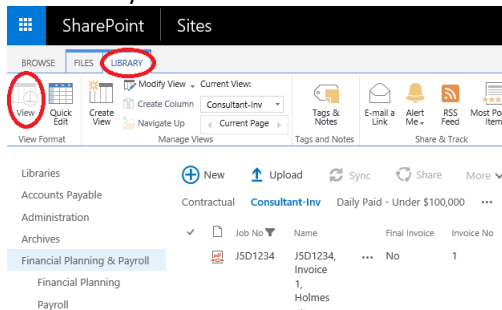 SharePoint Sites
BROWSE FILES LIBRARY
View Quick Edit Create View Modify View Current View:
Create Column Consultant-Inv
Navigate Up Current Page
Tags & Notes E-mail a Link Alert Me RSS Feed
View Format Manage Views Tags and Notes Share & Track
Libraries New Upload Sync Share More
Accounts Payable Contractual Consultant-Inv Daily Paid - Under $100,000 ...
Administration
Archives Job No Name Final Invoice Invoice No
Financial Planning & Payroll J5D1234 J5D1234, ... No 1
Invoice
Financial Planning 1,
Payroll Holmes